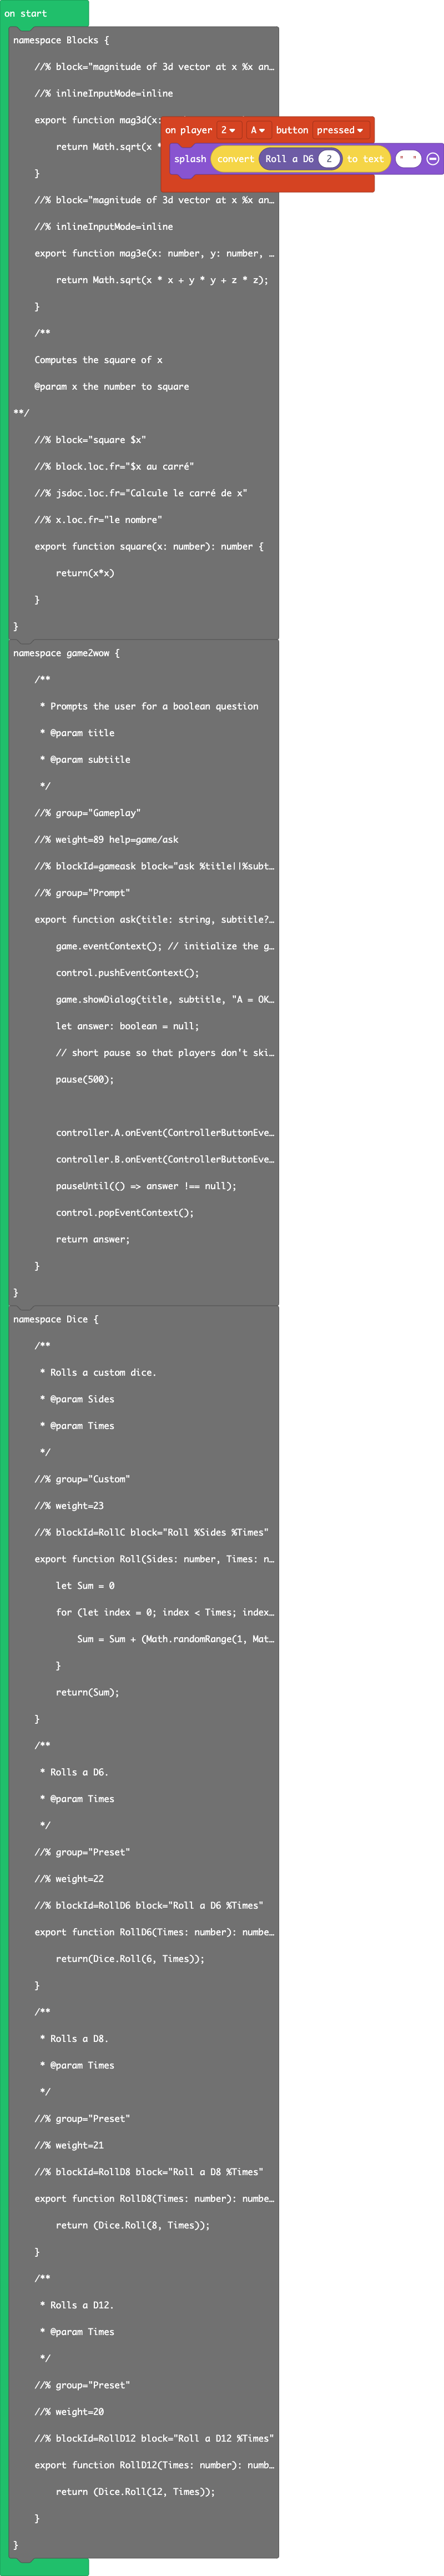 on start
namespace Blocks {
//% block="magnitude of 3d vector at x %x an…
//% inlineInputMode=inline
export function mag3d(x:
return Math.sqrt(x *
}
on player 2 A button pressed
splash convert Roll a D6 2 to text " "
//% block="magnitude of 3d vector at x %x an…
//% inlineInputMode=inline
export function mag3e(x: number, y: number, …
return Math.sqrt(x * x + y * y + z * z);
}
/**
Computes the square of x
@param x the number to square
**/
//% block="square $x"
//% block.loc.fr="$x au carré"
//% jsdoc.loc.fr="Calcule le carré de x"
//% x.loc.fr="le nombre"
export function square(x: number): number {
return(x*x)
}
}
namespace game2wow {
/**
* Prompts the user for a boolean question
* @param title
* @param subtitle
*/
//% group="Gameplay"
//% weight=89 help=game/ask
//% blockId=gameask block="ask %title||%subt…
//% group="Prompt"
export function ask(title: string, subtitle?…
game.eventContext(); // initialize the g…
control.pushEventContext();
game.showDialog(title, subtitle, "A = OK…
let answer: boolean = null;
// short pause so that players don't ski…
pause(500);
controller.A.onEvent(ControllerButtonEve…
controller.B.onEvent(ControllerButtonEve…
pauseUntil(() => answer !== null);
control.popEventContext();
return answer;
}
}
namespace Dice {
/**
* Rolls a custom dice.
* @param Sides
* @param Times
*/
//% group="Custom"
//% weight=23
//% blockId=RollC block="Roll %Sides %Times"
export function Roll(Sides: number, Times: n…
let Sum = 0
for (let index = 0; index < Times; index…
Sum = Sum + (Math.randomRange(1, Mat…
}
return(Sum);
}
/**
* Rolls a D6.
* @param Times
*/
//% group="Preset"
//% weight=22
//% blockId=RollD6 block="Roll a D6 %Times"
export function RollD6(Times: number): numbe…
return(Dice.Roll(6, Times));
}
/**
* Rolls a D8.
* @param Times
*/
//% group="Preset"
//% weight=21
//% blockId=RollD8 block="Roll a D8 %Times"
export function RollD8(Times: number): numbe…
return (Dice.Roll(8, Times));
}
/**
* Rolls a D12.
* @param Times
*/
//% group="Preset"
//% weight=20
//% blockId=RollD12 block="Roll a D12 %Times"
export function RollD12(Times: number): numb…
return (Dice.Roll(12, Times));
}
}